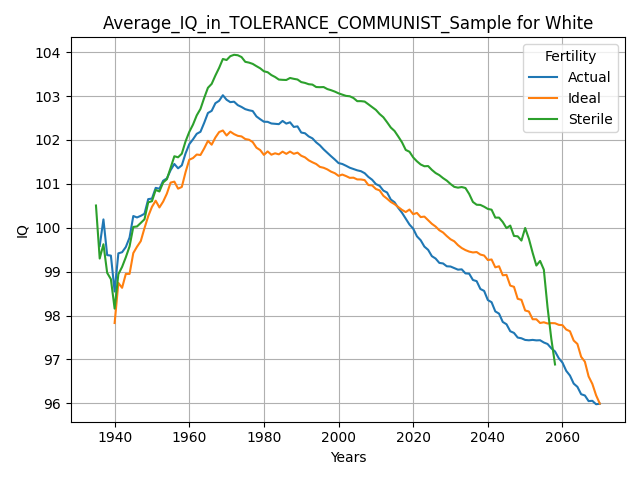 Average_IQ_in_TOLERANCE_COMMUNIST_Sample for White
104
103
102
101
100
99
98
97
96
IQ
1940
1960
1980
2000
2020
2040
2060
Years
Fertility
Actual
Ideal
Sterile